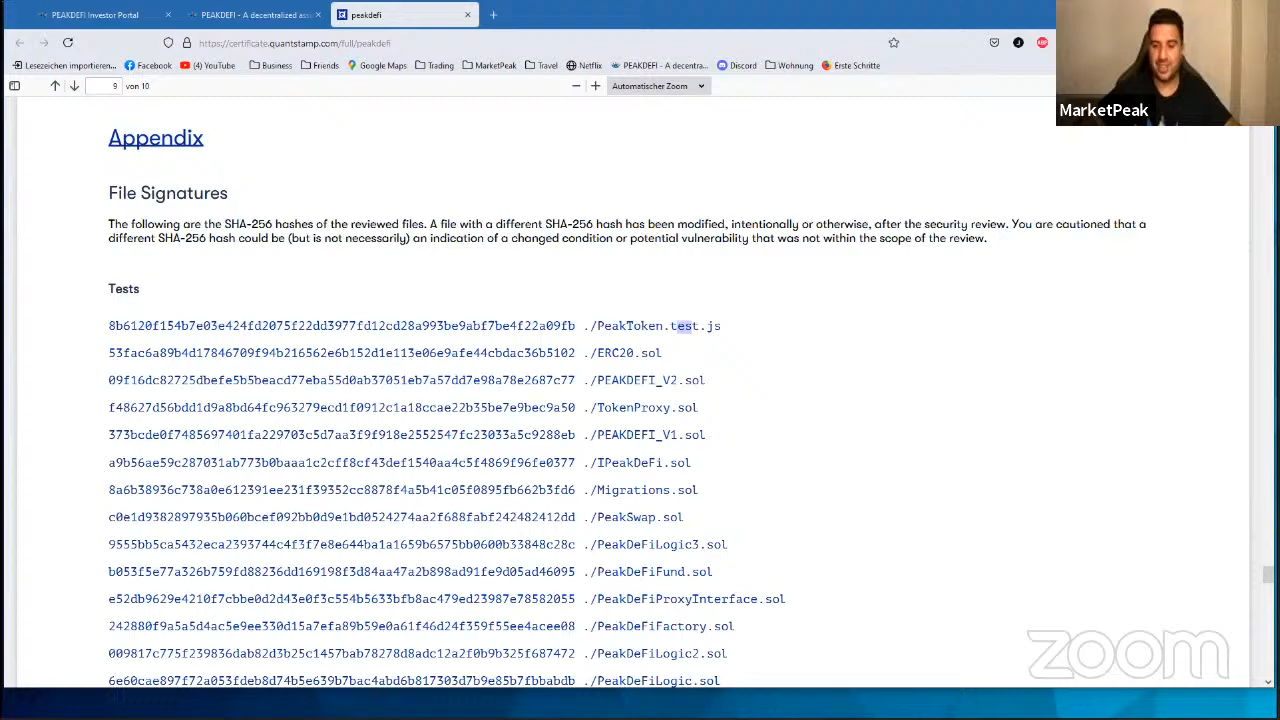 PEAKDEFI Investor Portal
PEAKDEFI - A decentralized ass
peakdefi
https://certificate.quantstamp.com/full/peakdefi
Lesezeichen importieren...
Facebook
(4) YouTube
Business
Friends
Google Maps
Trading
MarketPeak
Travel
Netflix
PEAKDEFI - A decentra...
Discord
Wohnung
Erste Schritte
9 von 10
Automatischer Zoom
MarketPeak
Appendix
File Signatures
The following are the SHA-256 hashes of the reviewed files. A file with a different SHA-256 hash has been modified, intentionally or otherwise, after the security review. You are cautioned that a
different SHA-256 hash could be (but is not necessarily) an indication of a changed condition or potential vulnerability that was not within the scope of the review.
Tests
8b6120f154b7e03e424fd2075f22dd3977fd12cd28a993be9abf7be4f22a09fb ./PeakToken.test.js
53fac6a89b4d17846709f94b216562e6b152d1e113e06e9afe44cbdac36b5102 ./ERC20.sol
09f16dc82725dbefe5b5beacd77eba55d0ab37051eb7a57dd7e98a78e2687c77 ./PEAKDEFI_V2.sol
f48627d56bdd1d9a8bd64fc963279ecd1f0912c1a18ccae22b35be7e9bec9a50 ./TokenProxy.sol
373bcde0f7485697401fa229703c5d7aa3f9f918e2552547fc23033a5c9288eb ./PEAKDEFI_V1.sol
a9b56ae59c287031ab773b0baaa1c2cff8cf43def1540aa4c5f4869f96fe0377 ./IPeakDeFi.sol
8a6b38936c738a0e612391ee231f39352cc8878f4a5b41c05f0895fb662b3fd6 ./Migrations.sol
c0e1d9382897935b060bcef092bb0d9e1bd0524274aa2f688fabf242482412dd ./PeakSwap.sol
9555bb5ca5432eca2393744c4f3f7e8e644ba1a1659b6575bb0600b33848c28c ./PeakDeFiLogic3.sol
b053f5e77a326b759fd88236dd169198f3d84aa47a2b898ad91fe9d05ad46095 ./PeakDeFiFund.sol
e52db9629e4210f7cbbe0d2d43e0f3c554b5633bfb8ac479ed23987e78582055 ./PeakDeFiProxyInterface.sol
242880f9a5a5d4ac5e9ee330d15a7efa89b59e0a61f46d24f359f55ee4acee08 ./PeakDeFiFactory.sol
009817c775f239836dab82d3b25c1457bab78278d8adc12a2f0b9b325f687472 ./PeakDeFiLogic2.sol
6e60cae897f72a053fdeb8d74b5e639b7bac4abd6b817303d7b9e85b7fbbabdb ./PeakDeFiLogic.sol
zoom